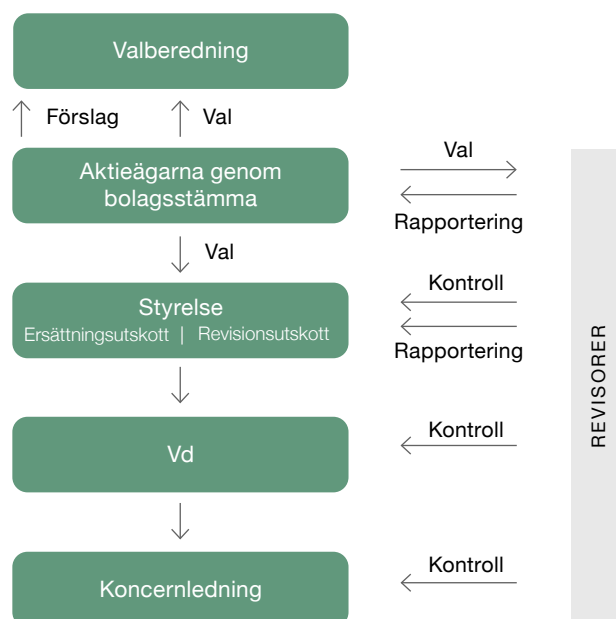 Valberedning
Förslag
Val
Aktieägarna genom
bolagsstämma
Val
Rapportering
Val
Styrelse
Ersättningsutskott | Revisionsutskott
Kontroll
Rapportering
Vd
Kontroll
Koncernledning
Kontroll
REVISORER